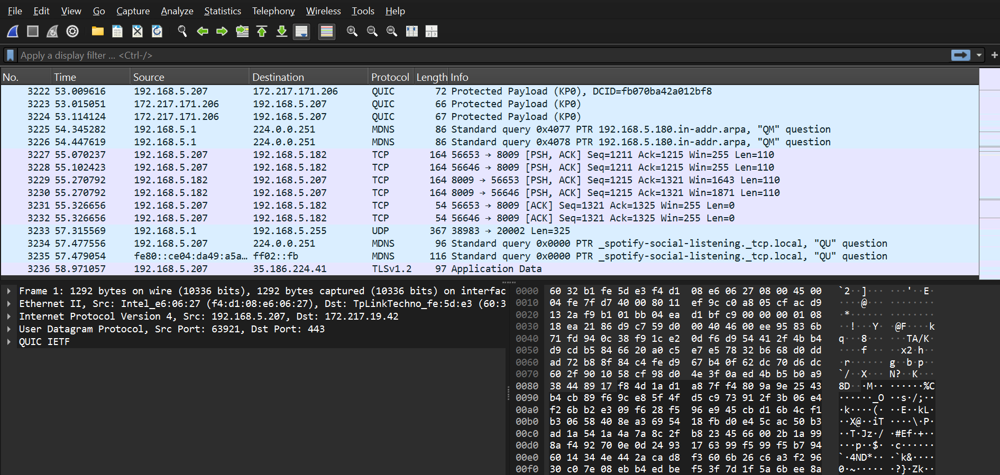 File Edit View Go Capture Analyze Statistics Telephony Wireless Tools Help
Apply a display filter ... <Ctrl-/>
No. Time Source Destination Protocol Length Info
3222 53.009616 192.168.5.207 172.217.171.206 QUIC 72 Protected Payload (KP0), DCID=fb070ba42a012bf8
3223 53.015051 172.217.171.206 192.168.5.207 QUIC 66 Protected Payload (KP0)
3224 53.114124 172.217.171.206 192.168.5.207 QUIC 67 Protected Payload (KP0)
3225 54.345282 192.168.5.1 224.0.0.251 MDNS 86 Standard query 0x4077 PTR 192.168.5.180.in-addr.arpa, "QM" question
3226 54.447619 192.168.5.1 224.0.0.251 MDNS 86 Standard query 0x4078 PTR 192.168.5.180.in-addr.arpa, "QM" question
3227 55.070237 192.168.5.207 192.168.5.182 TCP 164 56653 → 8009 [PSH, ACK] Seq=1211 Ack=1215 Win=255 Len=110
3228 55.102423 192.168.5.207 192.168.5.182 TCP 164 56646 → 8009 [PSH, ACK] Seq=1211 Ack=1215 Win=255 Len=110
3229 55.270792 192.168.5.182 192.168.5.207 TCP 164 8009 → 56653 [PSH, ACK] Seq=1215 Ack=1321 Win=1643 Len=110
3230 55.270792 192.168.5.182 192.168.5.207 TCP 164 8009 → 56646 [PSH, ACK] Seq=1215 Ack=1321 Win=1871 Len=110
3231 55.326656 192.168.5.207 192.168.5.182 TCP 54 56653 → 8009 [ACK] Seq=1321 Ack=1325 Win=255 Len=0
3232 55.326656 192.168.5.207 192.168.5.182 TCP 54 56646 → 8009 [ACK] Seq=1321 Ack=1325 Win=255 Len=0
3233 57.315569 192.168.5.1 192.168.5.255 UDP 367 38983 → 20002 Len=325
3234 57.477556 192.168.5.207 224.0.0.251 MDNS 96 Standard query 0x0000 PTR _spotify-social-listening._tcp.local, "QU" question
3235 57.479054 fe80::ce04:da49:a5a… ff02::fb MDNS 116 Standard query 0x0000 PTR _spotify-social-listening._tcp.local, "QU" question
3236 58.971057 192.168.5.207 35.186.224.41 TLSv1.2 97 Application Data
Frame 1: 1292 bytes on wire (10336 bits), 1292 bytes captured (10336 bits) on interfac
Ethernet II, Src: Intel_e6:06:27 (f4:d1:08:e6:06:27), Dst: TpLinkTechno_fe:5d:e3 (60:3
Internet Protocol Version 4, Src: 192.168.5.207, Dst: 172.217.19.42
User Datagram Protocol, Src Port: 63921, Dst Port: 443
QUIC IETF
0000 60 32 b1 fe 5d e3 f4 d1 08 e6 06 27 08 00 45 00 `2··]··· ···'··E·
0010 04 fe 7f d7 40 00 80 11 ef 9c c0 a8 05 cf ac d9 ····@··· ········
0020 13 2a f9 b1 01 bb 04 ea d1 bf c9 00 00 00 01 08 ·*······ ········
0030 18 ea 21 86 d9 c7 59 d0 00 40 46 00 ee 95 83 6b ··!···Y· ·@F····k
0040 71 fd 94 0c 38 f9 1c e2 0d f6 d9 54 41 2f 4b b4 q···8··· ···TA/K·
0050 d9 cd b5 84 66 20 a0 c5 e7 e5 78 32 b6 68 d0 dd ····f ·· ··x2·h··
0060 ad 72 b8 8f 84 c4 fe d9 67 b4 0f 62 dc 70 d6 dc ·r······ g··b·p··
0070 60 2f 90 10 58 cf 98 d0 4e 3f 0a ed 4b b5 b0 a9 `/··X··· N?··K···
0080 38 44 89 17 f8 4d 1a d1 a8 7f f4 80 9a 9e 25 43 8D···M·· ······%C
0090 b4 cb 89 f6 9c e8 5f 4f d5 c9 73 91 2f 3b 06 e4 ······_O ··s·/;··
00a0 f2 6b b2 e3 09 f6 28 f5 96 e9 45 cb d1 6b 4c f1 ·k····(· ··E··kL·
00b0 b3 06 58 40 8e a3 69 54 18 fb d0 e4 5c ac 50 b3 ··X@··iT ····\·P·
00c0 ad 1a 54 1a 4a 7a 8c 2f b8 23 45 66 00 2b 1a 99 ··T·Jz·/ ·#Ef·+··
00d0 8a f4 92 70 0e 0d 24 93 17 63 99 f5 99 f5 b7 94 ···p··$· ·c······
00e0 60 14 34 4e 44 2a ca d8 f3 60 6b 26 c6 a3 f2 96 `·4ND*·· ·`k&····
00f0 30 c0 7e 08 eb b4 ed be f5 3f 7d 1f 5a 6b ee 8a 0·~····· ·?}·Zk··